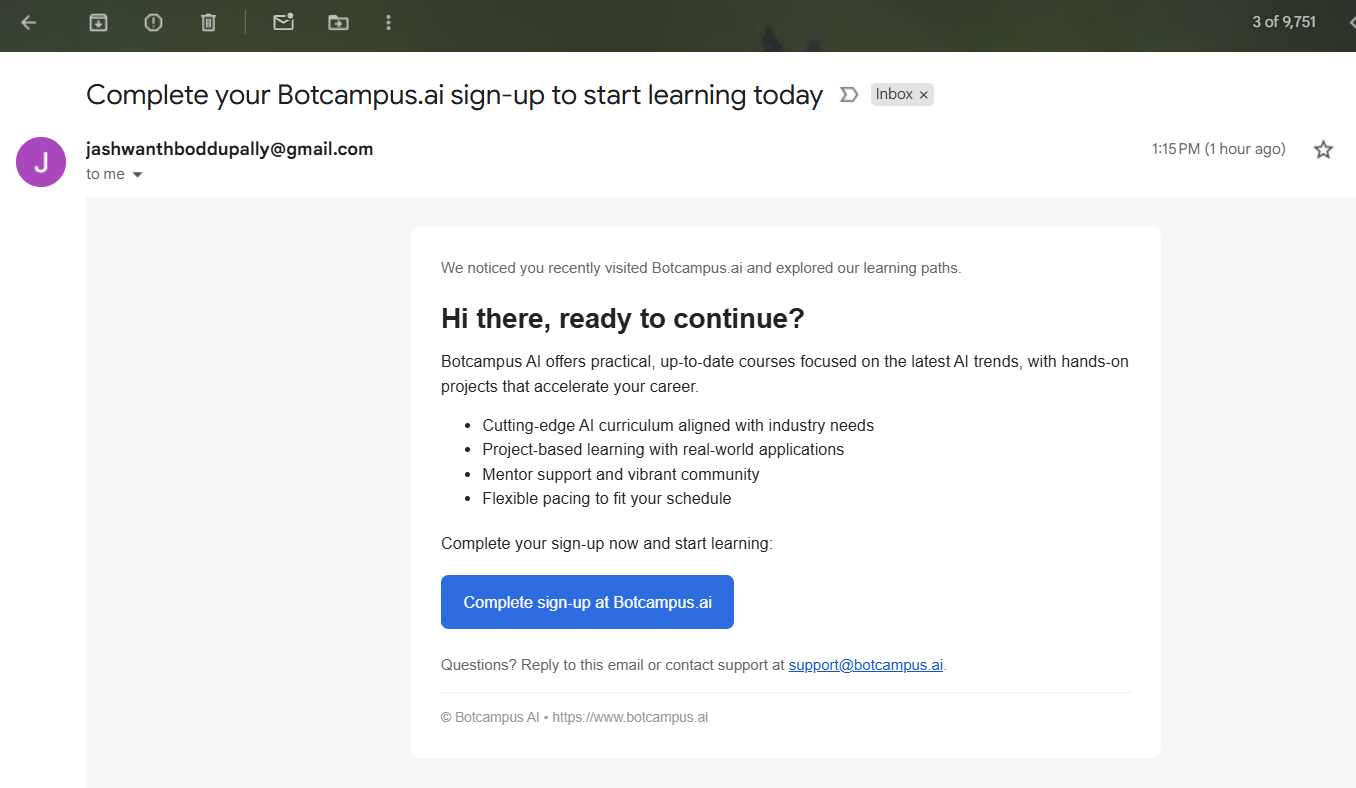 3 of 9,751
Complete your Botcampus.ai sign-up to start learning today
Inbox ×
J
jashwanthboddupally@gmail.com
1:15 PM (1 hour ago)
to me
We noticed you recently visited Botcampus.ai and explored our learning paths.
Hi there, ready to continue?
Botcampus AI offers practical, up-to-date courses focused on the latest AI trends, with hands-on
projects that accelerate your career.
• Cutting-edge AI curriculum aligned with industry needs
• Project-based learning with real-world applications
• Mentor support and vibrant community
• Flexible pacing to fit your schedule
Complete your sign-up now and start learning:
Complete sign-up at Botcampus.ai
Questions? Reply to this email or contact support at support@botcampus.ai.
© Botcampus AI • https://www.botcampus.ai